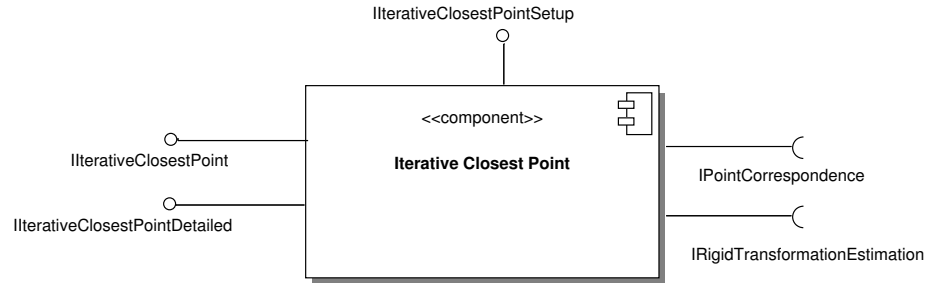 IIterativeClosestPointSetup
<<component>>
Iterative Closest Point
IIterativeClosestPoint
IIterativeClosestPointDetailed
IPointCorrespondence
IRigidTransformationEstimation